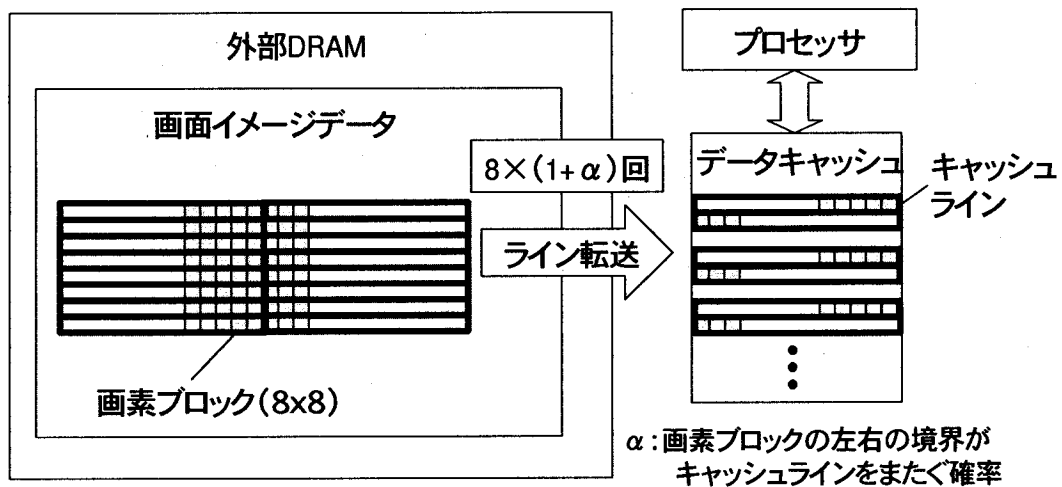 外部DRAM
画面イメージデータ
画素ブロック(8x8)
8×(1+α)回
ライン転送
プロセッサ
データキャッシュ
キャッシュ
ライン
α:画素ブロックの左右の境界が
キャッシュラインをまたぐ確率